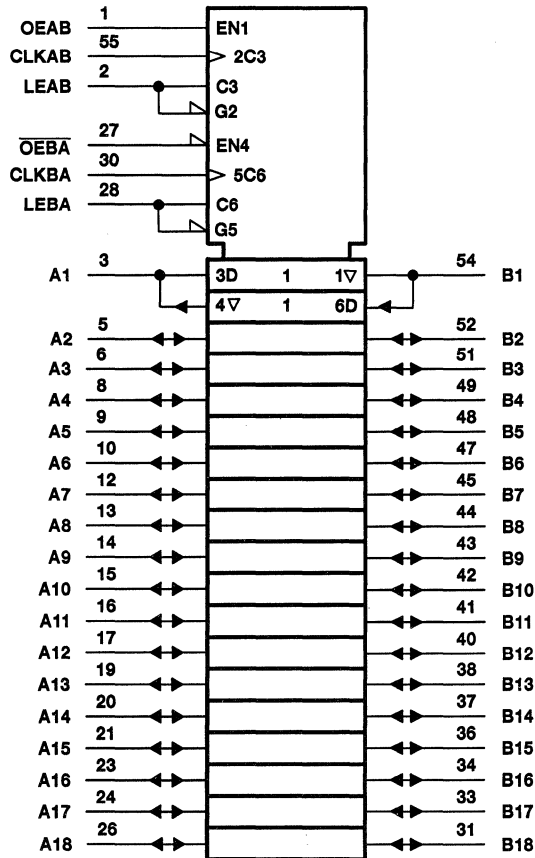 OEAB 1 EN1
CLKAB 55 2C3
LEAB 2 C3
G2
OEBA 27 EN4
CLKBA 30 5C6
LEBA 28 C6
G5
A1 3 3D 1 1▽ 54 B1
4▽ 1 6D
A2 5 52 B2
A3 6 51 B3
A4 8 49 B4
A5 9 48 B5
A6 10 47 B6
A7 12 45 B7
A8 13 44 B8
A9 14 43 B9
A10 15 42 B10
A11 16 41 B11
A12 17 40 B12
A13 19 38 B13
A14 20 37 B14
A15 21 36 B15
A16 23 34 B16
A17 24 33 B17
A18 26 31 B18